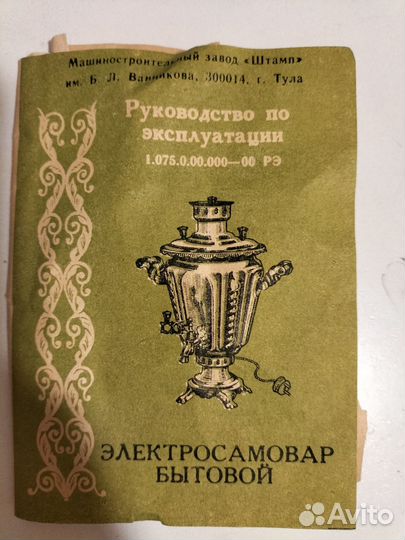 Машиностроительный завод «Штамп»
им. Б. Л. Ванникова, 300014, г. Тула
Руководство по
эксплуатации
1.075.0.00.000—00 РЭ
ЭЛЕКТРОСАМОВАР
БЫТОВОЙ
Avito